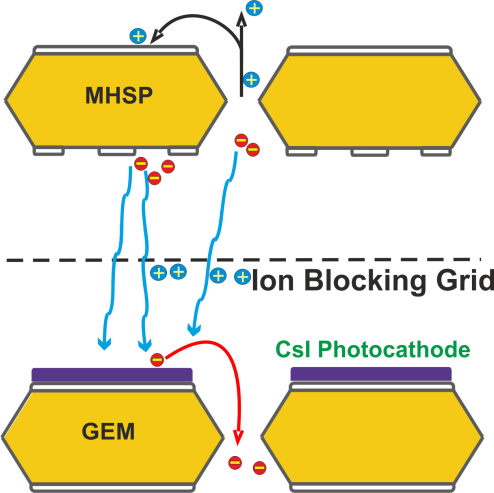 MHSP
Ion Blocking Grid
CsI Photocathode
GEM